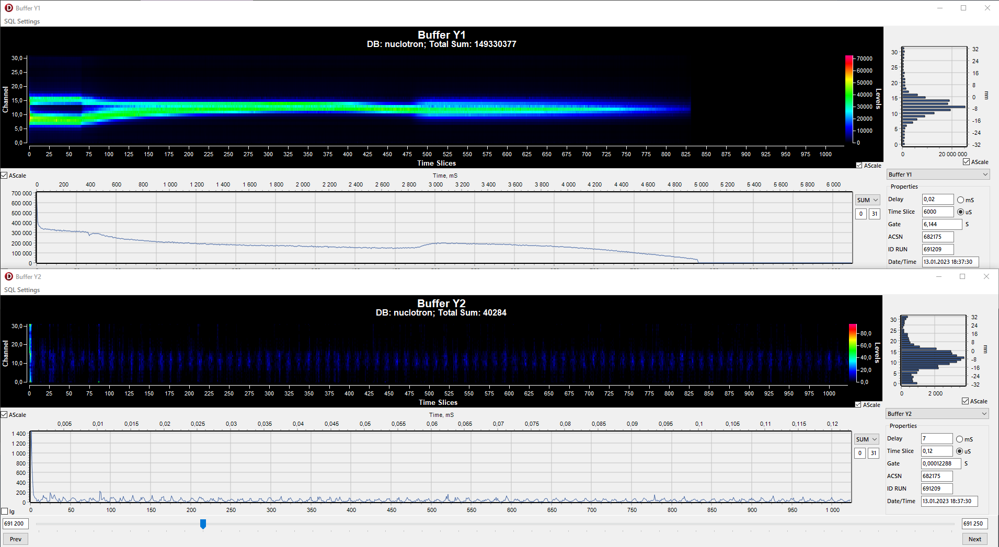 Buffer Y1
SQL Settings
Buffer Y1
DB: nuclotron; Total Sum: 149330377
Channel
30,0
25,0
20,0
15,0
10,0
5,0
0,0
0 25 50 75 100 125 150 175 200 225 250 275 300 325 350 375 400 425 450 475 500 525 550 575 600 625 650 675 700 725 750 775 800 825 850 875 900 925 950 975 1000
Time Slices
70000
60000
50000
40000
30000
20000
10000
0
Levels
30
25
20
15
10
5
0
32
24
16
8
0
-8
-16
-24
-32
mm
0 20 000 000
AScale
AScale
AScale
Time, mS
0 200 400 600 800 1 000 1 200 1 400 1 600 1 800 2 000 2 200 2 400 2 600 2 800 3 000 3 200 3 400 3 600 3 800 4 000 4 200 4 400 4 600 4 800 5 000 5 200 5 400 5 600 5 800 6 000
700 000
600 000
500 000
400 000
300 000
200 000
100 000
0
SUM
0 31
Buffer Y1
Properties
Delay 0,02 mS
Time Slice 6000 uS
Gate 6,144 S
ACSN 682175
ID RUN 691209
Date/Time 13.01.2023 18:37:30
Buffer Y2
SQL Settings
Buffer Y2
DB: nuclotron; Total Sum: 40284
Channel
30,0
20,0
10,0
0,0
0 25 50 75 100 125 150 175 200 225 250 275 300 325 350 375 400 425 450 475 500 525 550 575 600 625 650 675 700 725 750 775 800 825 850 875 900 925 950 975 1000
Time Slices
80,0
60,0
40,0
20,0
0,0
Levels
30
25
20
15
10
5
0
32
24
16
8
0
-8
-16
-24
-32
mm
0 2 000
AScale
AScale
AScale
Time, mS
0,005 0,01 0,015 0,02 0,025 0,03 0,035 0,04 0,045 0,05 0,055 0,06 0,065 0,07 0,075 0,08 0,085 0,09 0,095 0,1 0,105 0,11 0,115 0,12
1 400
1 200
1 000
800
600
400
200
0
0 50 100 150 200 250 300 350 400 450 500 550 600 650 700 750 800 850 900 950 1 000
SUM
0 31
Buffer Y2
Properties
Delay 7 mS
Time Slice 0,12 uS
Gate 0,00012288 S
ACSN 682175
ID RUN 691209
Date/Time 13.01.2023 18:37:30
lg
691 200 691 250
Prev Next